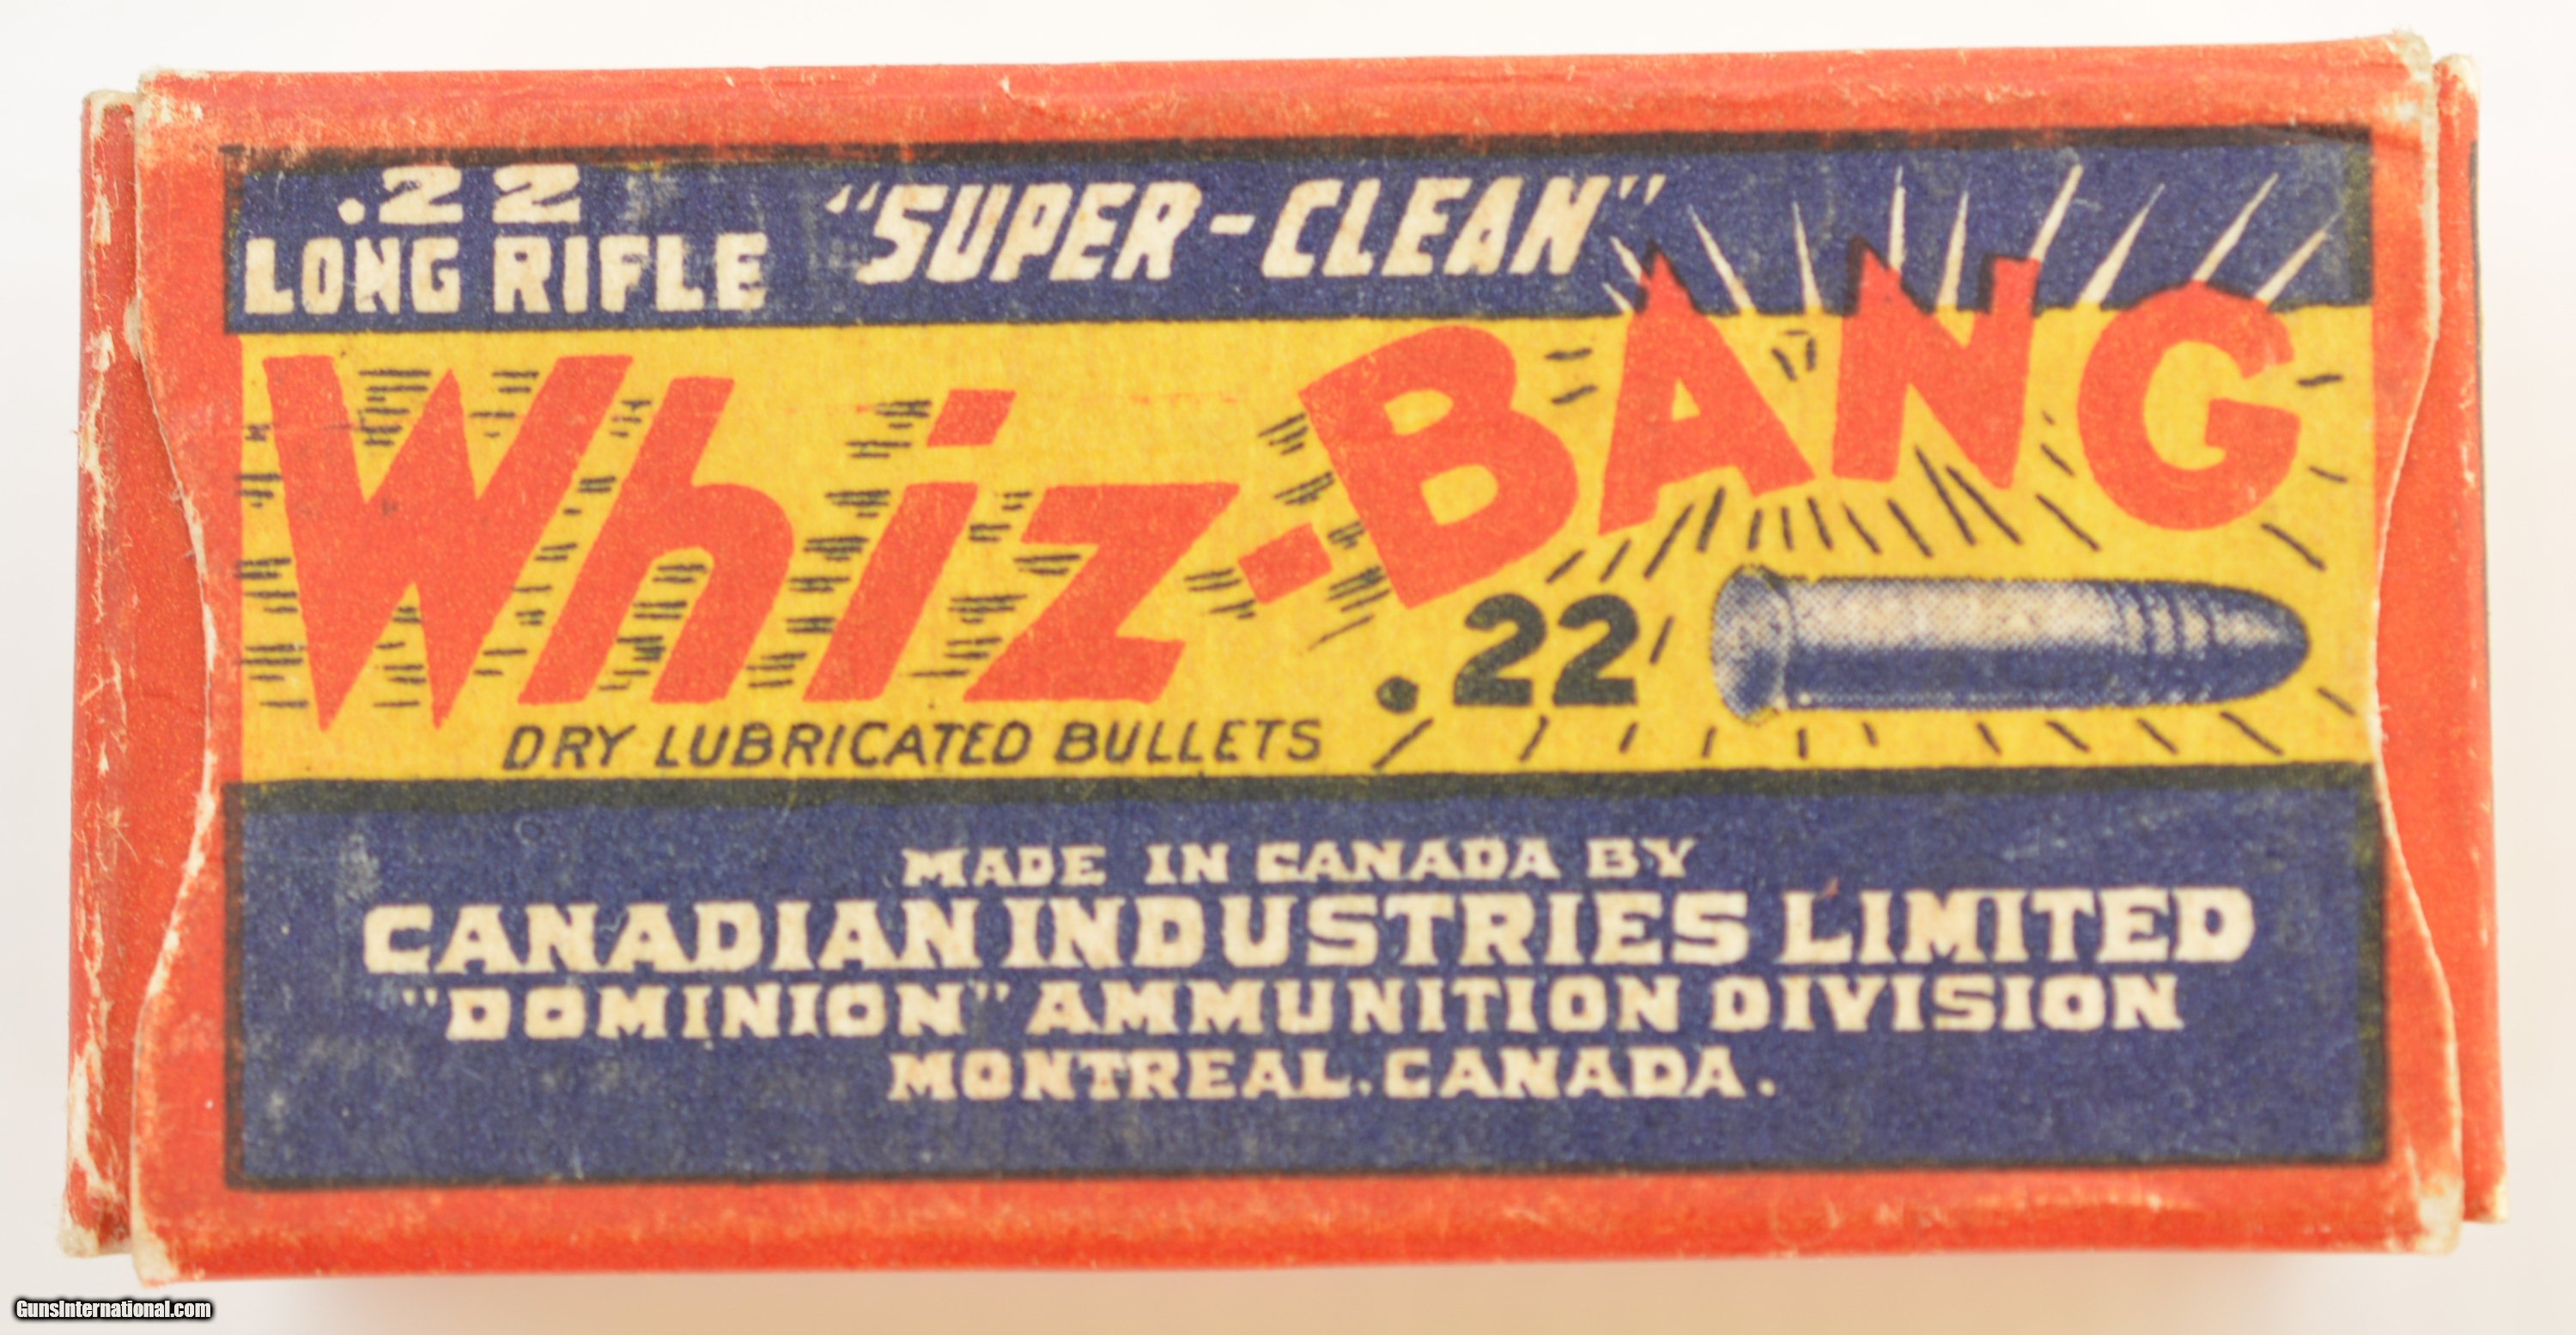 .22
LONG RIFLE
"SUPER-CLEAN"
Whiz-BANG
.22
DRY LUBRICATED BULLETS
MADE IN CANADA BY
CANADIAN INDUSTRIES LIMITED
"DOMINION" AMMUNITION DIVISION
MONTREAL.CANADA.
GunsInternational.com